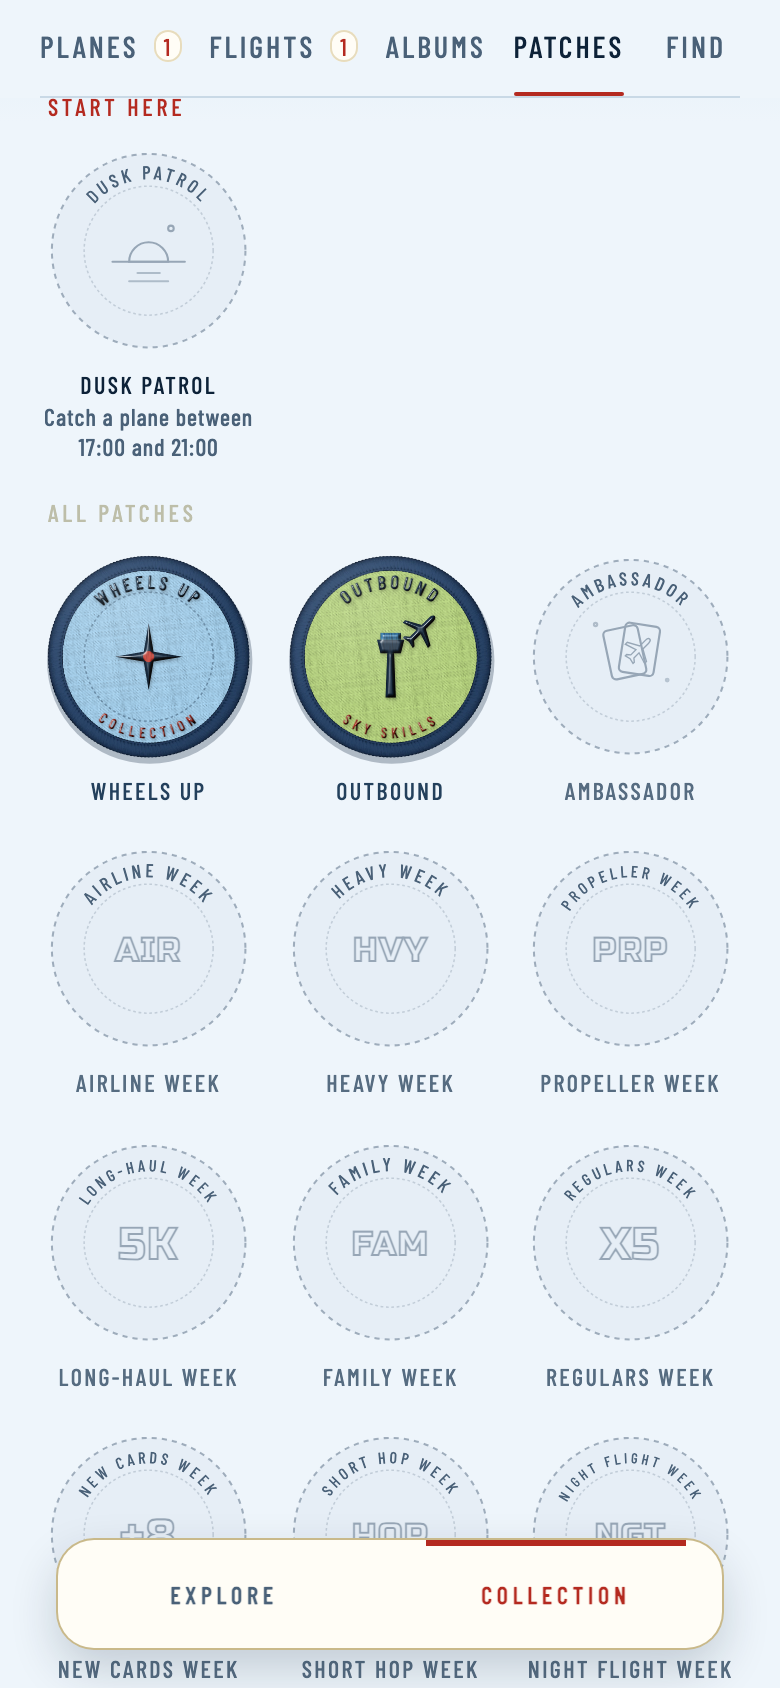 PLANES 1 FLIGHTS 1 ALBUMS PATCHES FIND
START HERE
DUSK PATROL
DUSK PATROL
Catch a plane between
17:00 and 21:00
ALL PATCHES
WHEELS UP
COLLECTION
OUTBOUND
SKY SKILLS
AMBASSADOR
WHEELS UP
OUTBOUND
AMBASSADOR
AIRLINE WEEK
AIR
HEAVY WEEK
HVY
PROPELLER WEEK
PRP
AIRLINE WEEK
HEAVY WEEK
PROPELLER WEEK
LONG-HAUL WEEK
5K
FAMILY WEEK
FAM
REGULARS WEEK
X5
LONG-HAUL WEEK
FAMILY WEEK
REGULARS WEEK
NEW CARDS WEEK
+8
SHORT HOP WEEK
HOP
NIGHT FLIGHT WEEK
NGT
EXPLORE
COLLECTION
NEW CARDS WEEK
SHORT HOP WEEK
NIGHT FLIGHT WEEK